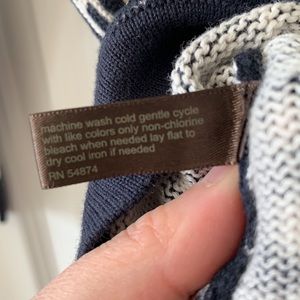 machine wash cold gentle cycle
with like colors only non-chlorine
bleach when needed lay flat to
dry cool iron if needed
RN 54874